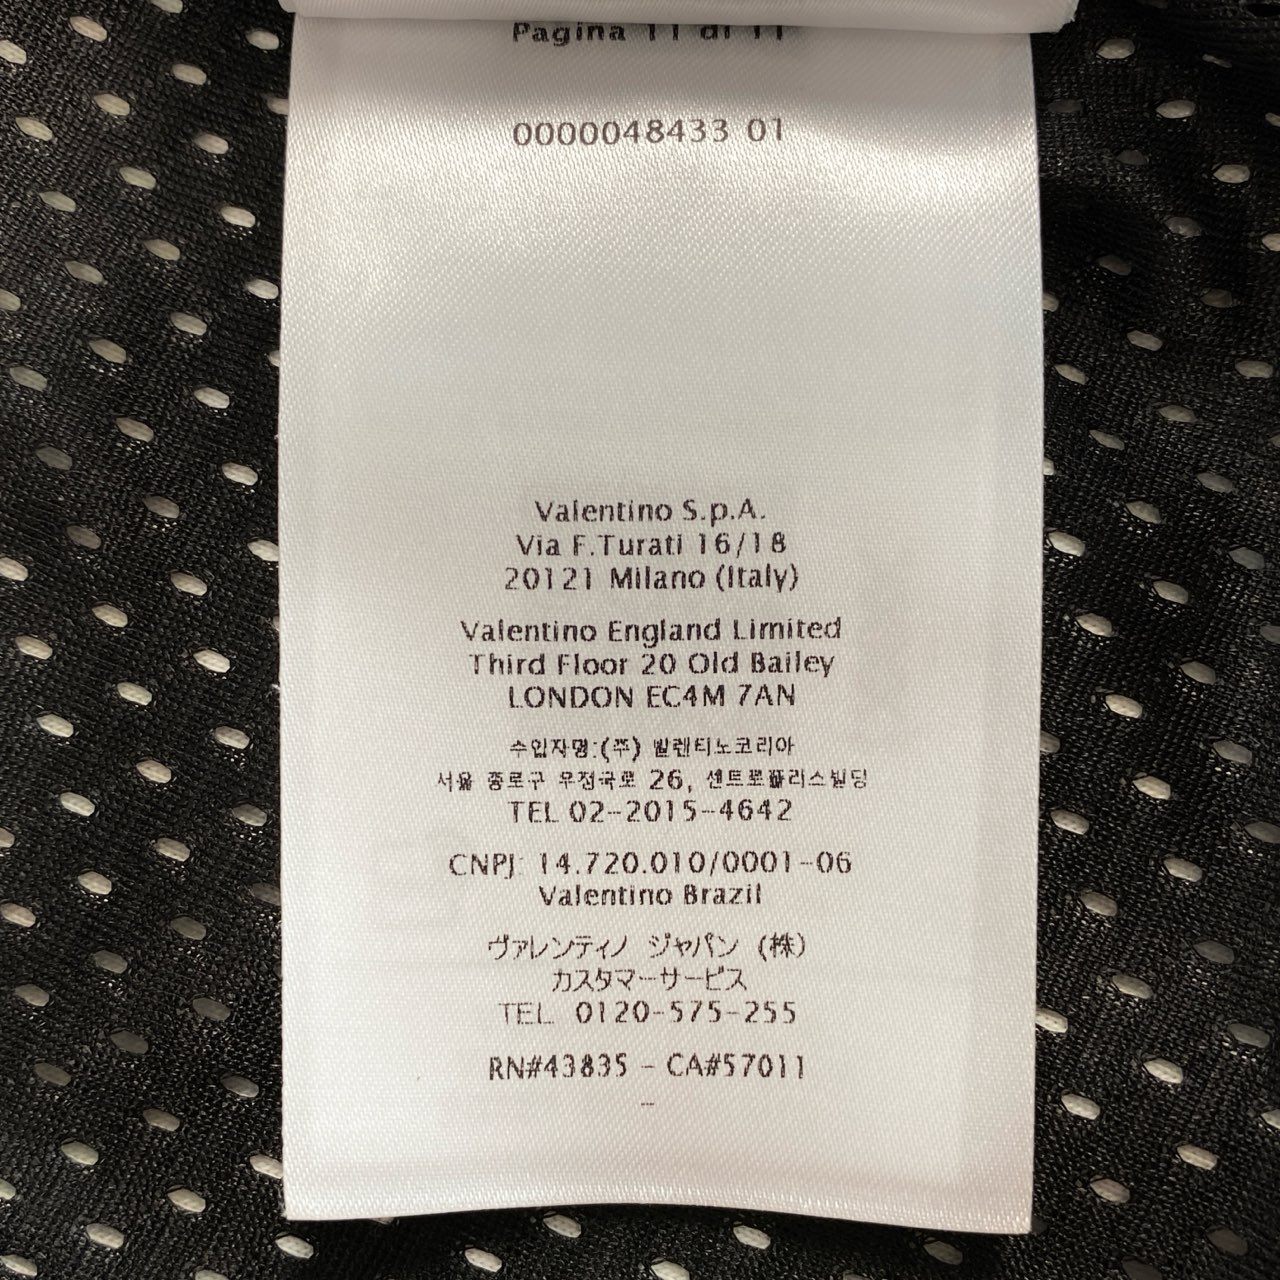 Pagina 11 di 11
0000048433 01
Valentino S.p.A.
Via F.Turati 16/18
20121 Milano (Italy)
Valentino England Limited
Third Floor 20 Old Bailey
LONDON EC4M 7AN
수입자명:(주) 발렌티노코리아
서울 종로구 우정국로 26, 센트로폴리스빌딩
TEL 02-2015-4642
CNPJ: 14.720.010/0001-06
Valentino Brazil
ヴァレンティノ ジャパン (株)
カスタマーサービス
TEL 0120-575-255
RN#43835 - CA#57011
-